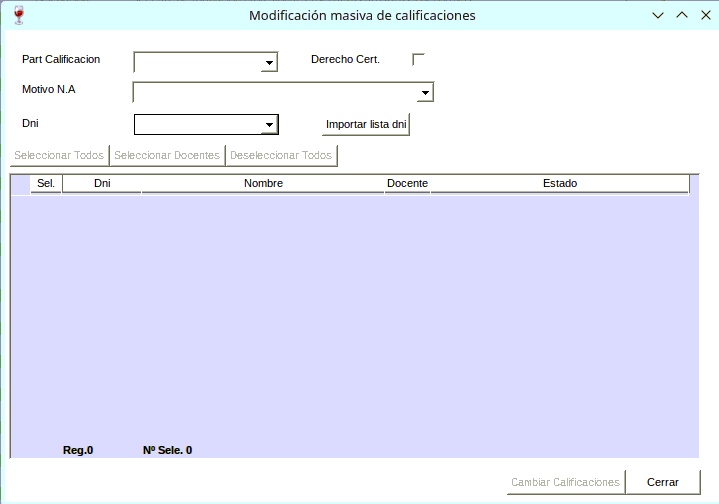 Modificación masiva de calificaciones
Part Calificacion
Derecho Cert.
Motivo N.A
Dni
Importar lista dni
Seleccionar Todos Seleccionar Docentes Deseleccionar Todos
Sel. Dni Nombre Docente Estado
Reg.0 Nº Sele. 0
Cambiar Calificaciones Cerrar